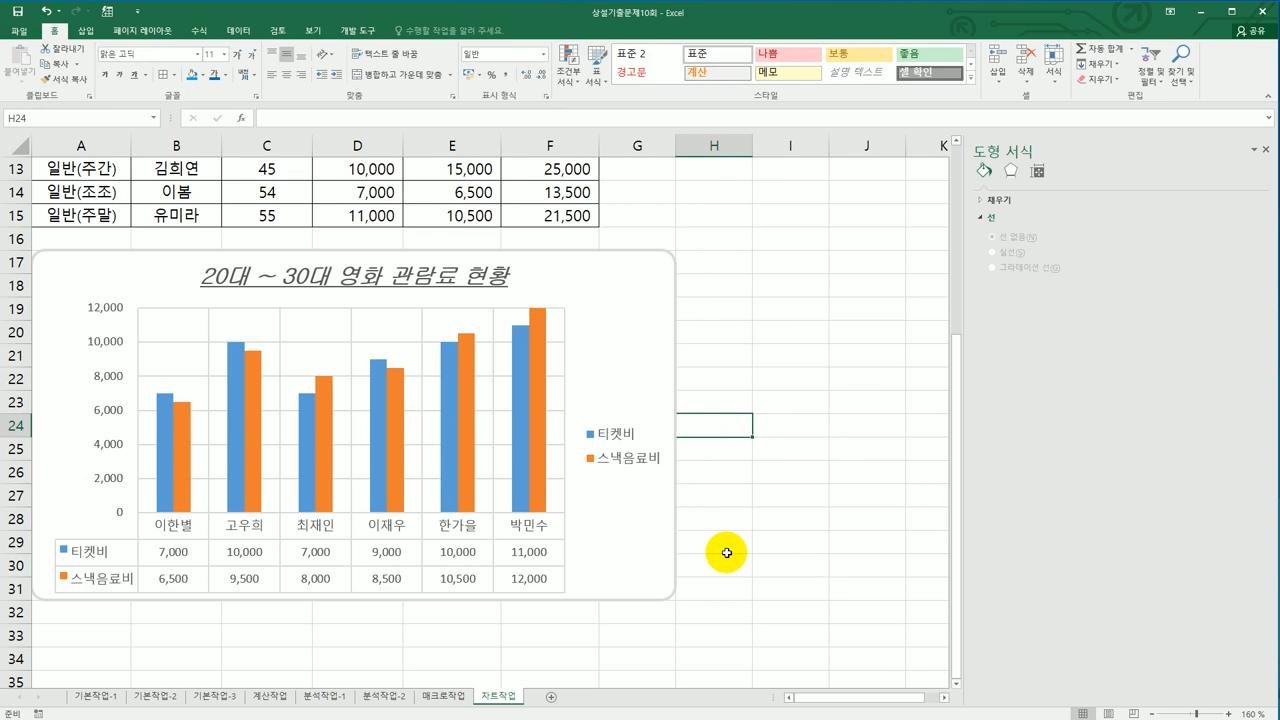 상설기출문제10회 - Excel
파일 홈 삽입 페이지 레이아웃 수식 데이터 검토 보기 개발 도구 수행할 작업을 알려 주세요. 공유
붙여넣기 잘라내기 복사 서식 복사 클립보드
맑은 고딕 11 가 가 가 가 가 글꼴
텍스트 줄 바꿈 병합하고 가운데 맞춤 맞춤
일반 % 표시 형식
조건부 서식 표 서식 표준 2 표준 나쁨 보통 좋음
경고문 계산 메모 설명 텍스트 셀 확인 스타일
삽입 삭제 서식 셀
자동 합계 채우기 지우기 정렬 및 필터 찾기 및 선택 편집
H24 fx
A B C D E F G H I J K
13 일반(주간) 김희연 45 10,000 15,000 25,000
14 일반(조조) 이봄 54 7,000 6,500 13,500
15 일반(주말) 유미라 55 11,000 10,500 21,500
16
17
18
19
20
21
22
23
24
25
26
27
28
29
30
31
32
33
34
35
20대 ~ 30대 영화 관람료 현황
12,000
10,000
8,000
6,000
4,000
2,000
0
이한별 고우희 최재인 이재우 한가을 박민수
티켓비 7,000 10,000 7,000 9,000 10,000 11,000
스낵음료비 6,500 9,500 8,000 8,500 10,500 12,000
티켓비
스낵음료비
도형 서식
채우기
선
선 없음(N)
실선(S)
그라데이션 선(G)
기본작업-1 기본작업-2 기본작업-3 계산작업 분석작업-1 분석작업-2 매크로작업 차트작업
준비 160 %